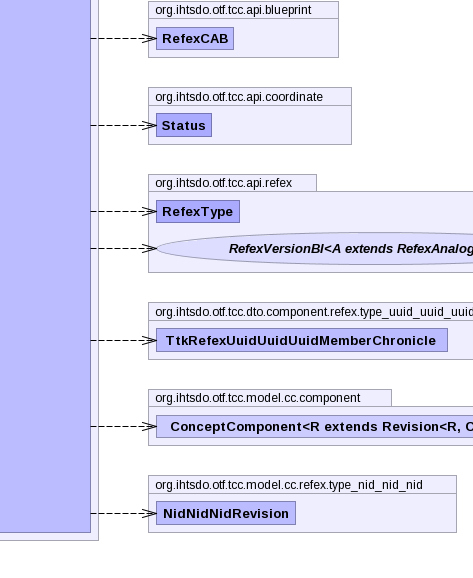 org.ihtsdo.otf.tcc.api.blueprint
RefexCAB
org.ihtsdo.otf.tcc.api.coordinate
Status
org.ihtsdo.otf.tcc.api.refex
RefexType
RefexVersionBI<A extends RefexAnalog
org.ihtsdo.otf.tcc.dto.component.refex.type_uuid_uuid_uuid
TtkRefexUuidUuidUuidMemberChronicle
org.ihtsdo.otf.tcc.model.cc.component
ConceptComponent<R extends Revision<R, C
org.ihtsdo.otf.tcc.model.cc.refex.type_nid_nid_nid
NidNidNidRevision